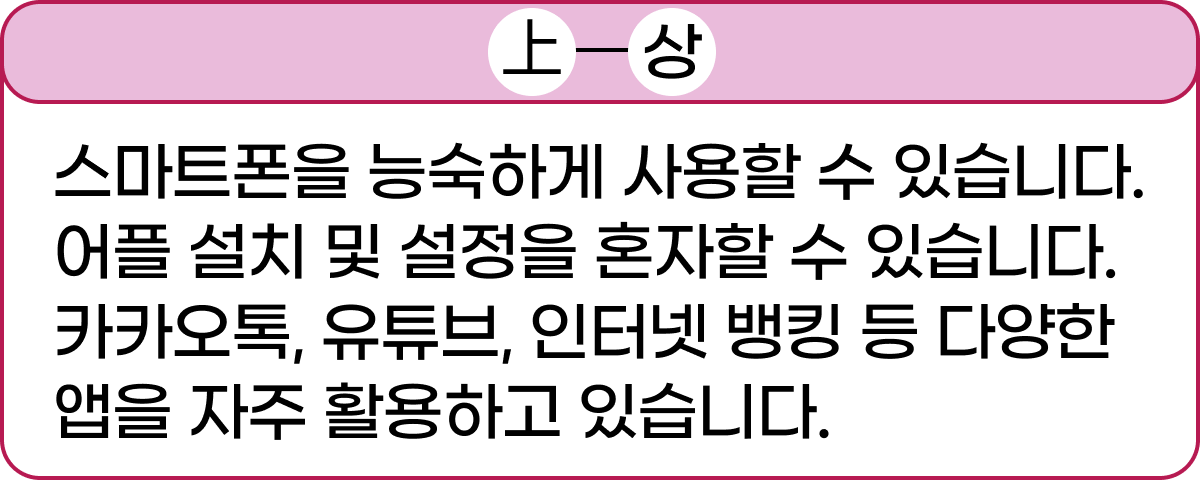 上 상
스마트폰을 능숙하게 사용할 수 있습니다.
어플 설치 및 설정을 혼자할 수 있습니다.
카카오톡, 유튜브, 인터넷 뱅킹 등 다양한
앱을 자주 활용하고 있습니다.